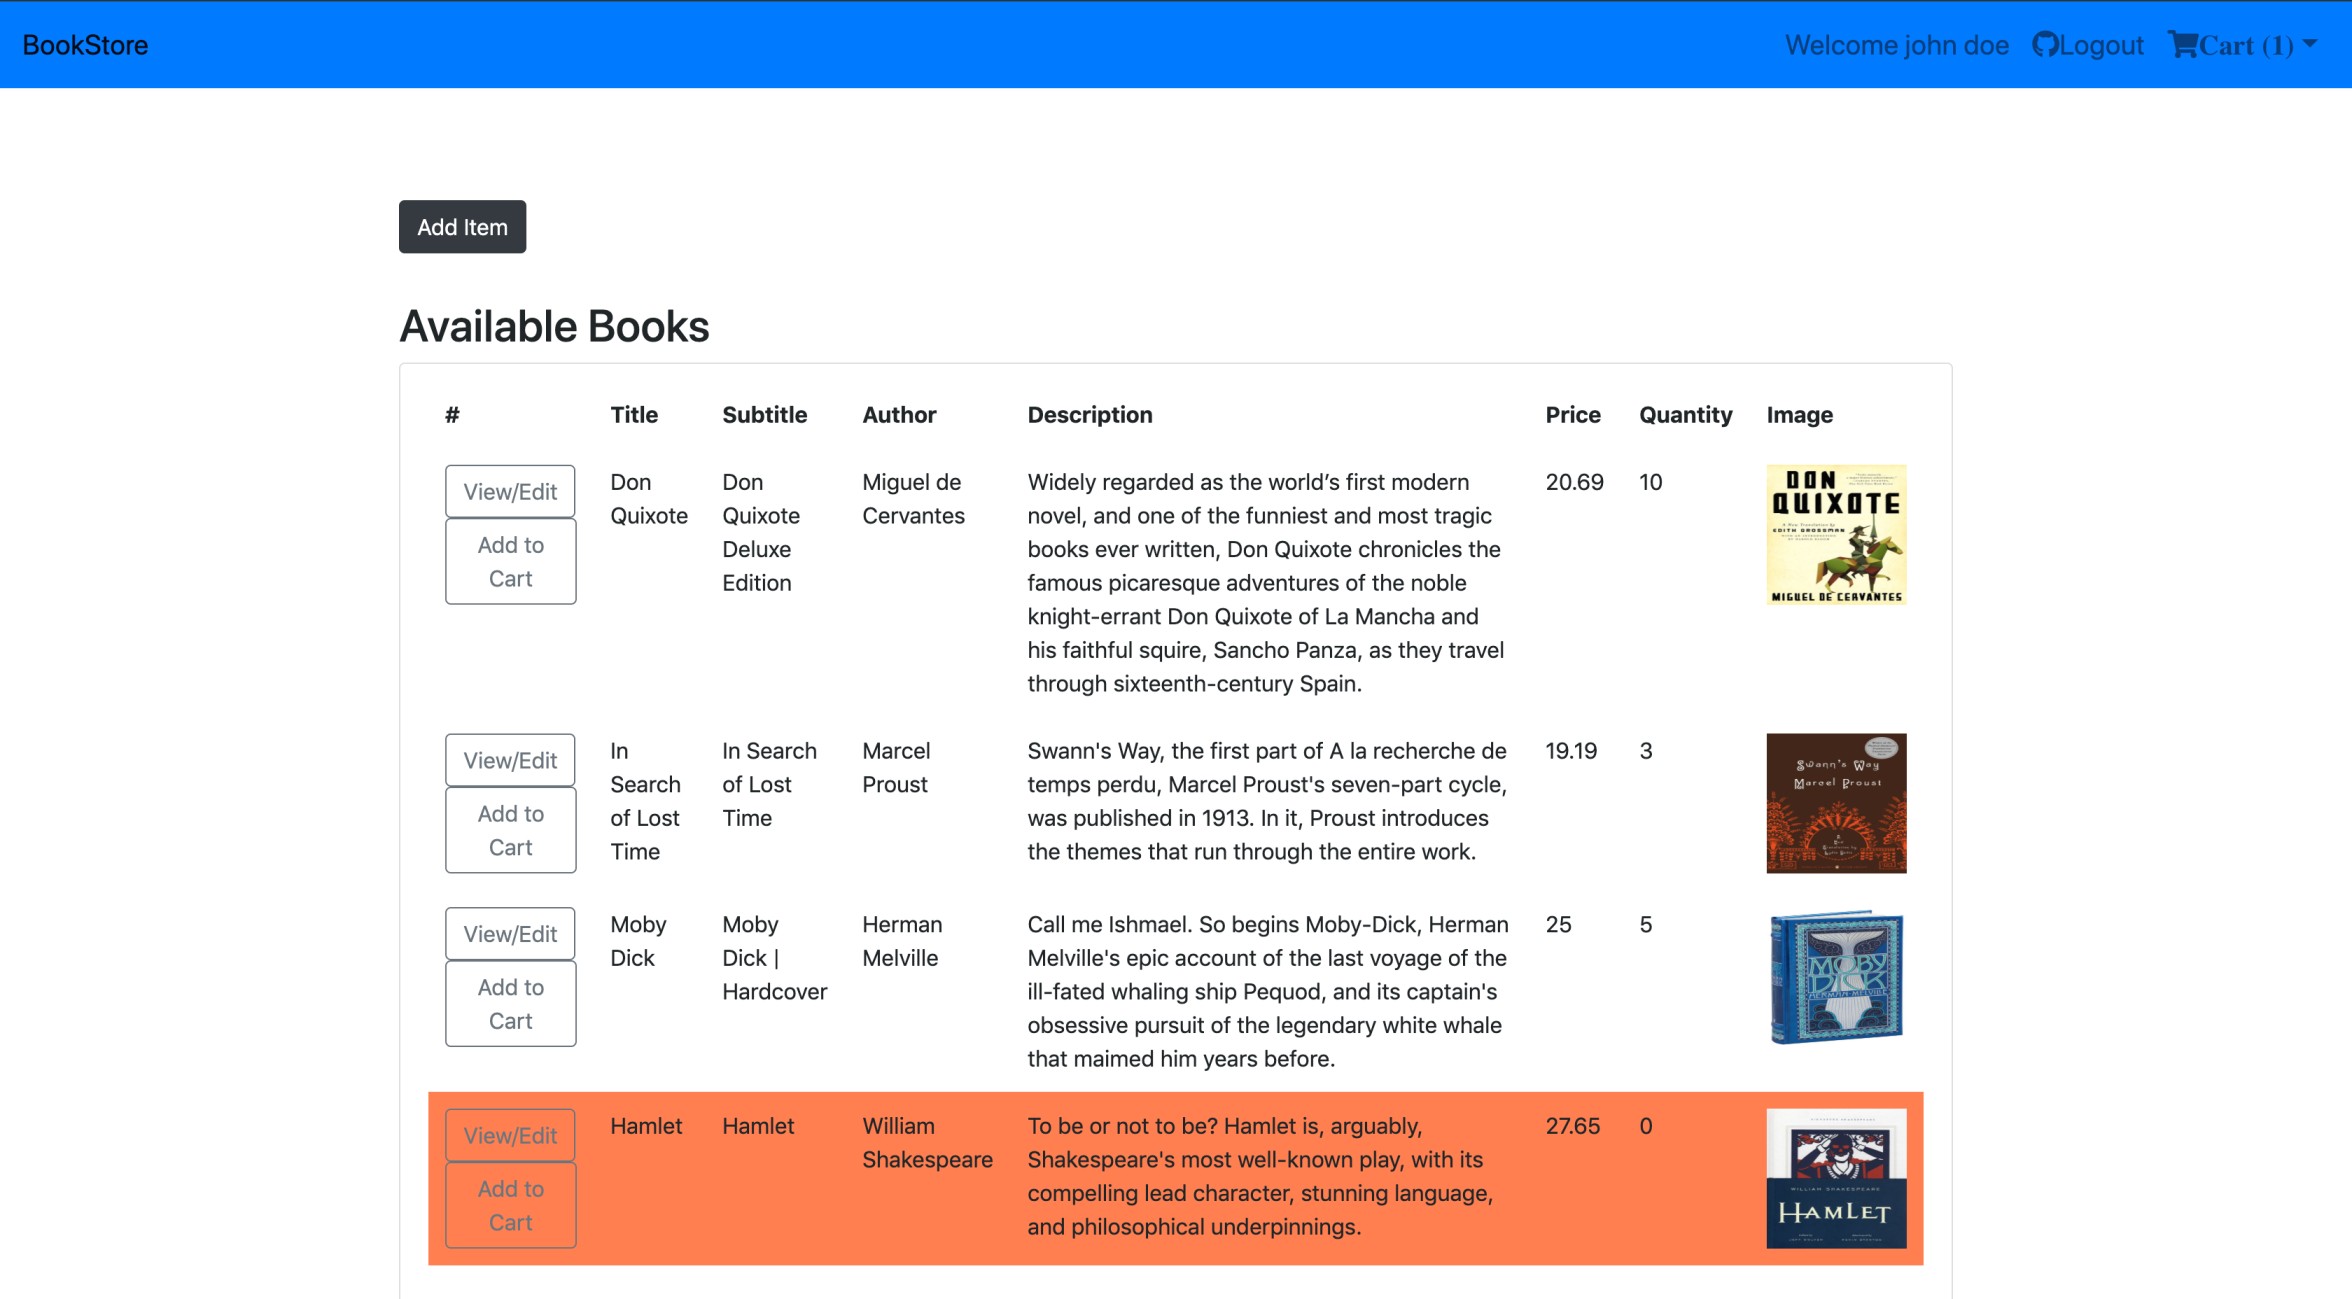 BookStore
Welcome john doe Logout Cart (1)
Add Item
Available Books
# Title Subtitle Author Description Price Quantity Image
View/Edit
Add to
Cart
Don
Quixote
Don
Quixote
Deluxe
Edition
Miguel de
Cervantes
Widely regarded as the world’s first modern
novel, and one of the funniest and most tragic
books ever written, Don Quixote chronicles the
famous picaresque adventures of the noble
knight-errant Don Quixote of La Mancha and
his faithful squire, Sancho Panza, as they travel
through sixteenth-century Spain.
20.69
10
DON
QUIXOTE
EDITH GROSSMAN
MIGUEL DE CERVANTES
View/Edit
Add to
Cart
In
Search
of Lost
Time
In Search
of Lost
Time
Marcel
Proust
Swann's Way, the first part of A la recherche de
temps perdu, Marcel Proust's seven-part cycle,
was published in 1913. In it, Proust introduces
the themes that run through the entire work.
19.19
3
Swann's Way
Marcel Proust
View/Edit
Add to
Cart
Moby
Dick
Moby
Dick |
Hardcover
Herman
Melville
Call me Ishmael. So begins Moby-Dick, Herman
Melville's epic account of the last voyage of the
ill-fated whaling ship Pequod, and its captain's
obsessive pursuit of the legendary white whale
that maimed him years before.
25
5
MOBY
DICK
HERMAN MELVILLE
View/Edit
Add to
Cart
Hamlet
Hamlet
William
Shakespeare
To be or not to be? Hamlet is, arguably,
Shakespeare's most well-known play, with its
compelling lead character, stunning language,
and philosophical underpinnings.
27.65
0
WILLIAM SHAKESPEARE
HAMLET